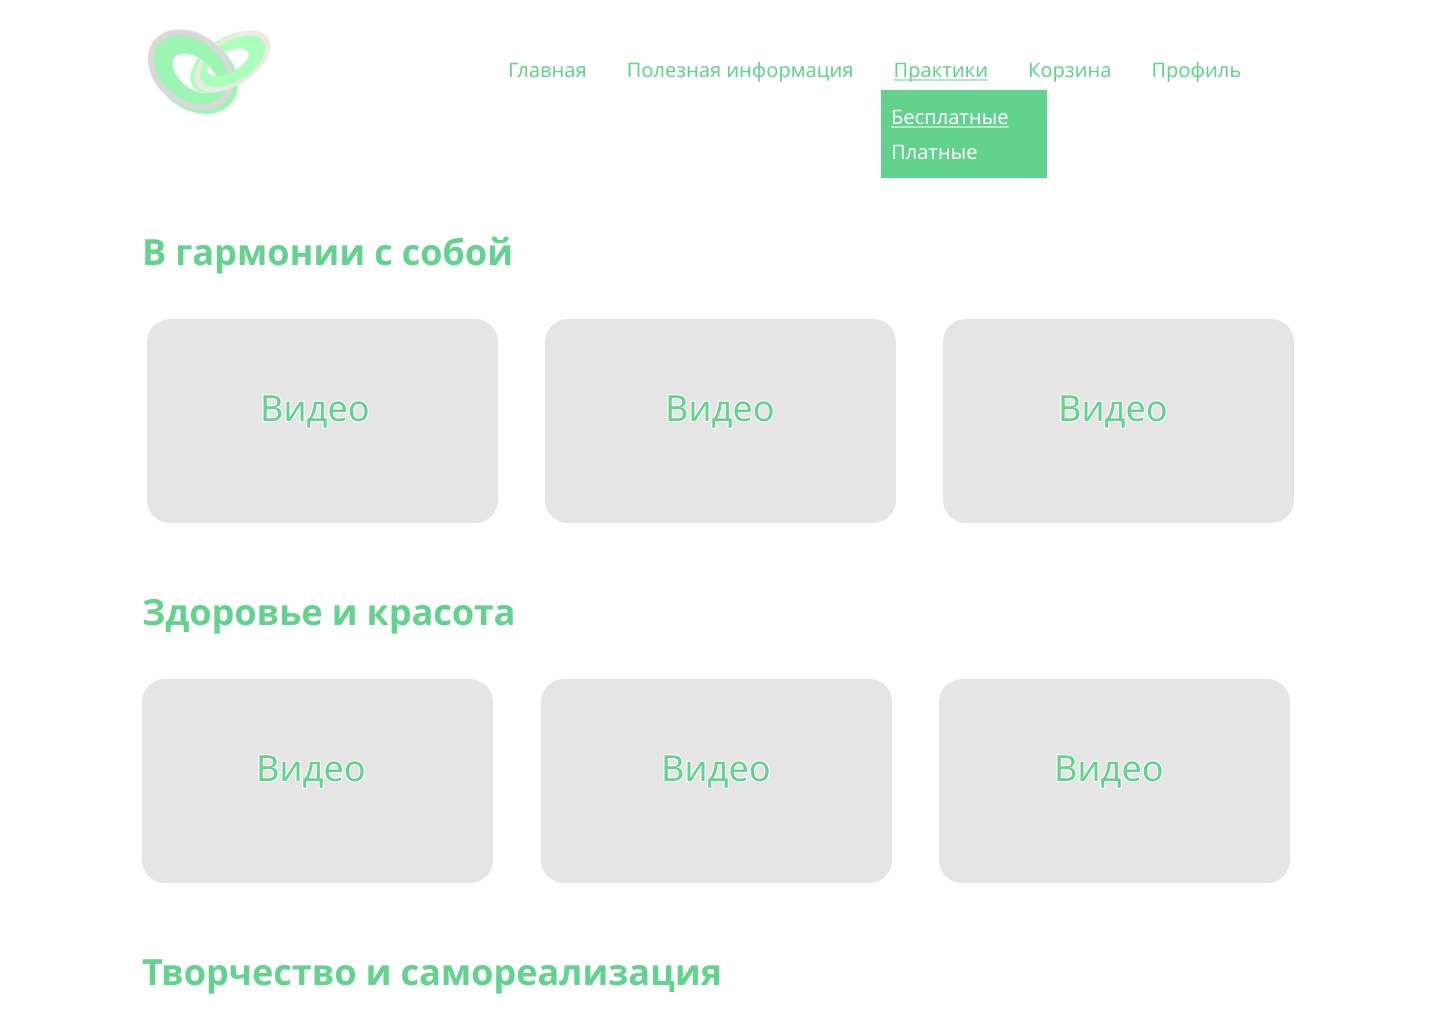 Главная Полезная информация Практики Корзина Профиль
Бесплатные
Платные
В гармонии с собой
Видео Видео Видео
Здоровье и красота
Видео Видео Видео
Творчество и самореализация